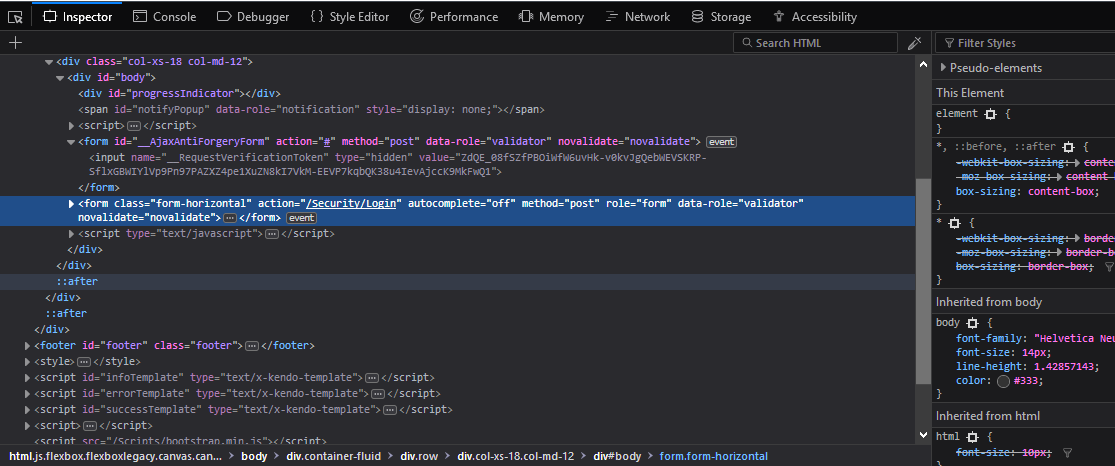 Inspector Console Debugger Style Editor Performance Memory Network Storage Accessibility
+ Search HTML Filter Styles
<div class="col-xs-18 col-md-12">
<div id="body">
<div id="progressIndicator"></div>
<span id="notifyPopup" data-role="notification" style="display: none;"></span>
<script>…</script>
<form id="__AjaxAntiForgeryForm" action="#" method="post" data-role="validator" novalidate="novalidate"> event
<input name="__RequestVerificationToken" type="hidden" value="ZdQE_08fSZfPBOiWfW6uvHk-v0kvJgQebWEVSKRP-
SflxGBWIYlVp9Pn97PAZXZ4pe1XuZN8kI7VkM-EEVP7kqbQK38u4IevAjccK9MkFwQ1">
</form>
<form class="form-horizontal" action="/Security/Login" autocomplete="off" method="post" role="form" data-role="validator"
novalidate="novalidate">…</form> event
<script type="text/javascript">…</script>
</div>
</div>
::after
</div>
::after
</div>
<footer id="footer" class="footer">…</footer>
<style>…</style>
<script id="infoTemplate" type="text/x-kendo-template">…</script>
<script id="errorTemplate" type="text/x-kendo-template">…</script>
<script id="successTemplate" type="text/x-kendo-template">…</script>
<script>…</script>
<script src="/Scripts/bootstrap.min.js"></script>
html.js.flexbox.flexboxlegacy.canvas.can… body div.container-fluid div.row div.col-xs-18.col-md-12 div#body form.form-horizontal
Pseudo-elements
This Element
element {
}
*, ::before, ::after {
-webkit-box-sizing: conte
-moz-box-sizing: content-
box-sizing: content-box;
}
* {
-webkit-box-sizing: borde
-moz-box-sizing: border-b
box-sizing: border-box;
}
Inherited from body
body {
font-family: "Helvetica Neu
font-size: 14px;
line-height: 1.42857143;
color: #333;
}
Inherited from html
html {
font-size: 10px;